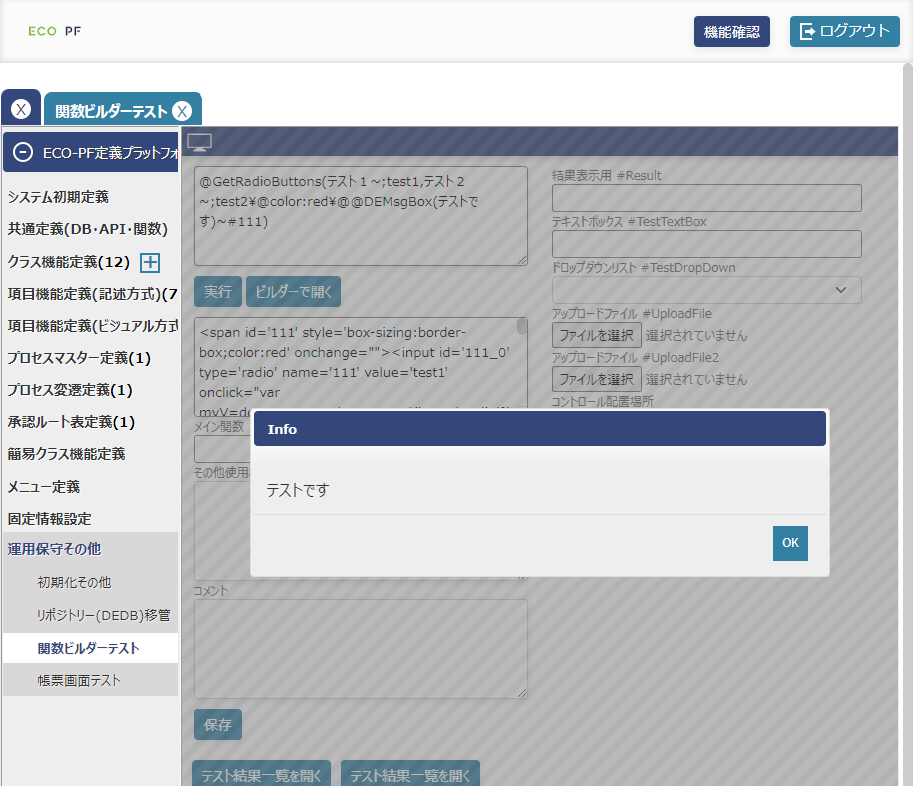 ECO PF
機能確認
ログアウト
X
関数ビルダーテスト X
ECO-PF定義プラットフォ
システム初期定義
共通定義(DB・API・関数)
クラス機能定義(12)
項目機能定義(記述方式)(7
項目機能定義(ビジュアル方式
プロセスマスター定義(1)
プロセス変遷定義(1)
承認ルート表定義(1)
簡易クラス機能定義
メニュー定義
固定情報設定
運用保守その他
初期化その他
リポジトリー(DEDB)移管
関数ビルダーテスト
帳票画面テスト
@GetRadioButtons(テスト１~;test1,テスト２
~;test2¥@color:red¥@@DEMsgBox(テストで
す)~#111)
実行
ビルダーで開く
<span id='111' style='box-sizing:border-
box;color:red' onchange=""><input id='111_0'
type='radio' name='111' value='test1'
onclick="var
メイン関数
その他使用
コメント
保存
テスト結果一覧を開く
テスト結果一覧を開く
結果表示用 #Result
テキストボックス #TestTextBox
ドロップダウンリスト #TestDropDown
アップロードファイル #UploadFile
ファイルを選択 選択されていません
アップロードファイル #UploadFile2
ファイルを選択 選択されていません
コントロール配置場所
Info
テストです
OK